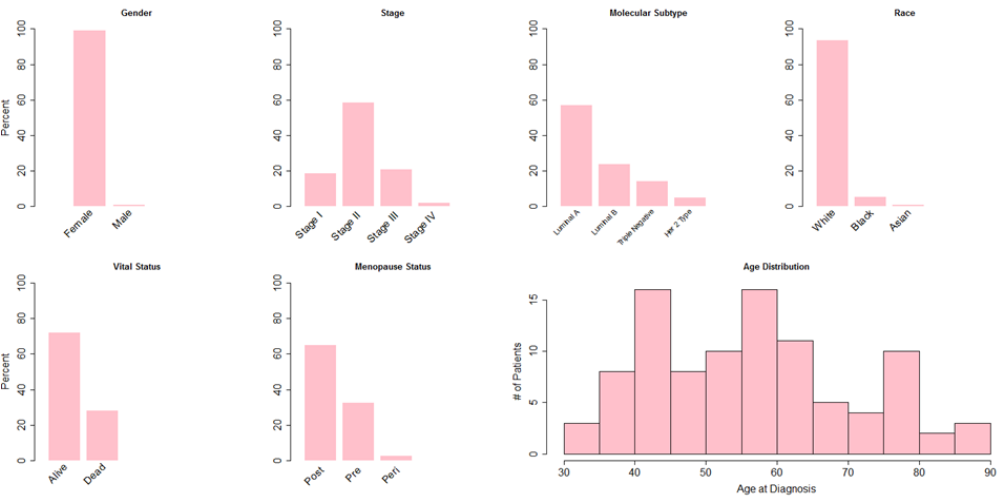 Gender
Percent
0 20 40 60 80 100
Female Male
Stage
0 20 40 60 80 100
Stage I Stage II Stage III Stage IV
Molecular Subtype
0 20 40 60 80 100
Luminal A Luminal B Triple Negative Her 2 Type
Race
0 20 40 60 80 100
White Black Asian
Vital Status
Percent
0 20 40 60 80 100
Alive Dead
Menopause Status
0 20 40 60 80 100
Post Pre Peri
Age Distribution
# of Patients
0 5 10 15
30 40 50 60 70 80 90
Age at Diagnosis